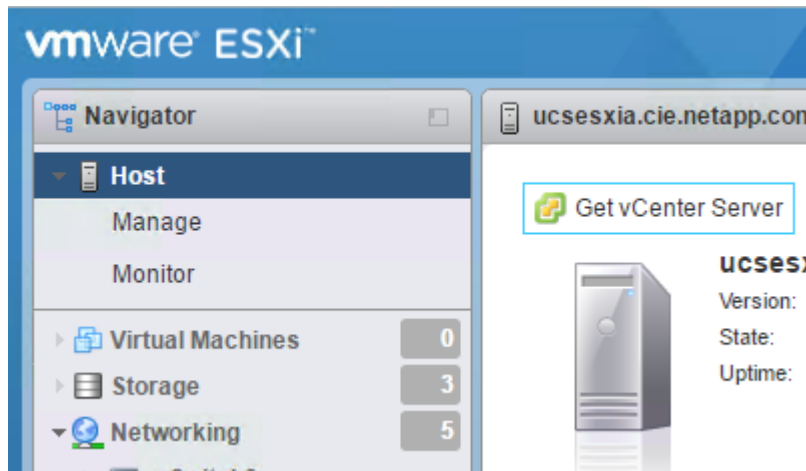 vmware® ESXi™
Navigator
ucsesxia.cie.netapp.com
Host
Manage
Monitor
Get vCenter Server
Version:
State:
Uptime:
Virtual Machines 0
Storage 3
Networking 5